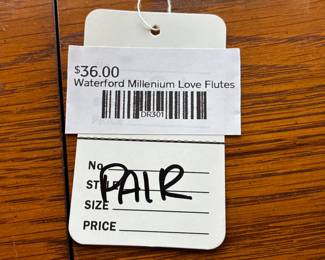 $36.00
Waterford Millenium Love Flutes
DR301
No.
STYLE
PAIR
SIZE
PRICE